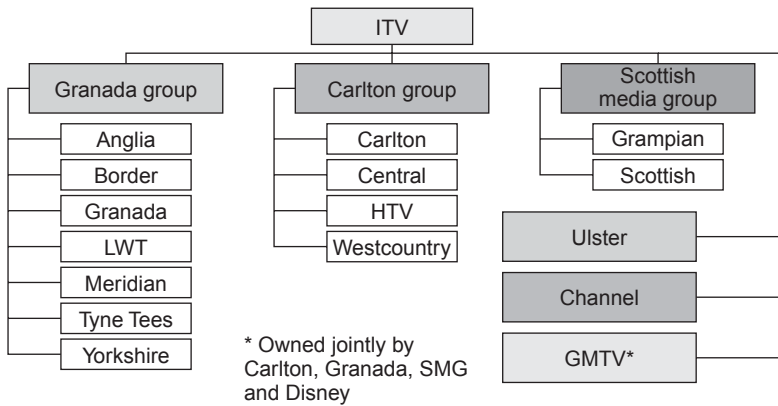 ITV
Granada group
Anglia
Border
Granada
LWT
Meridian
Tyne Tees
Yorkshire
Carlton group
Carlton
Central
HTV
Westcountry
Scottish
media group
Grampian
Scottish
Ulster
Channel
GMTV*
* Owned jointly by
Carlton, Granada, SMG
and Disney